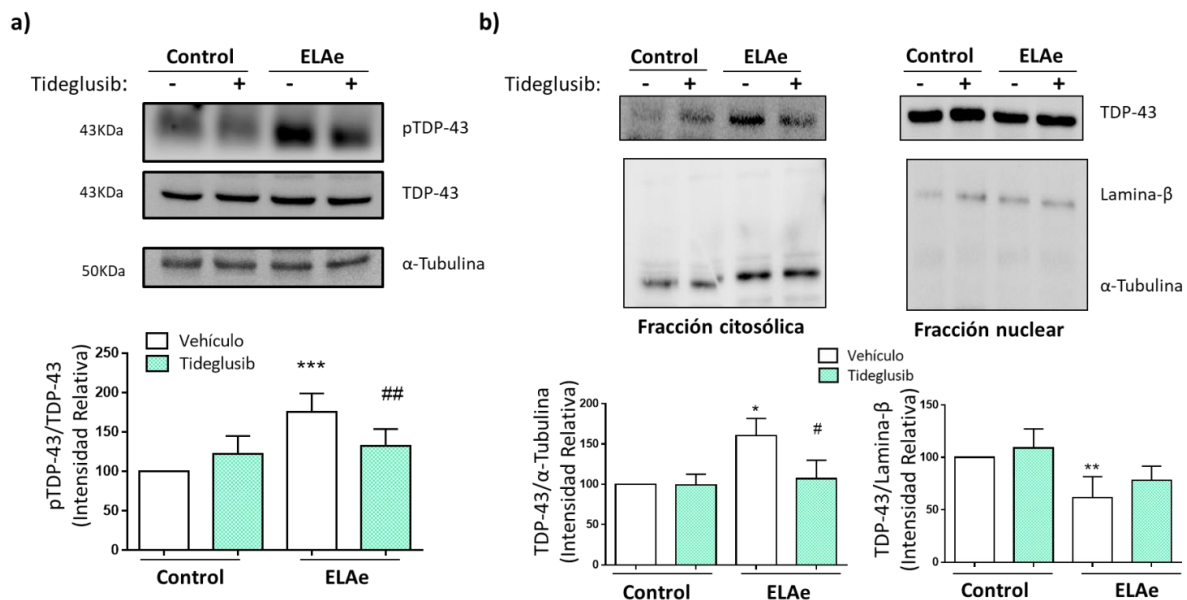 a)
Control ELAe
Tideglusib: - + - +
43KDa pTDP-43
43KDa TDP-43
50KDa α-Tubulina
Vehículo
Tideglusib
pTDP-43/TDP-43
(Intensidad Relativa)
250
200
150
100
50
0
***
##
Control ELAe
b)
Control ELAe
Tideglusib: - + - +
Control ELAe
- + - +
TDP-43
Lamina-β
α-Tubulina
Fracción citosólica
Fracción nuclear
Vehículo
Tideglusib
TDP-43/α-Tubulina
(Intensidad Relativa)
200
150
100
50
0
*
#
Control ELAe
TDP-43/Lamina-β
(Intensidad Relativa)
150
100
50
0
**
Control ELAe